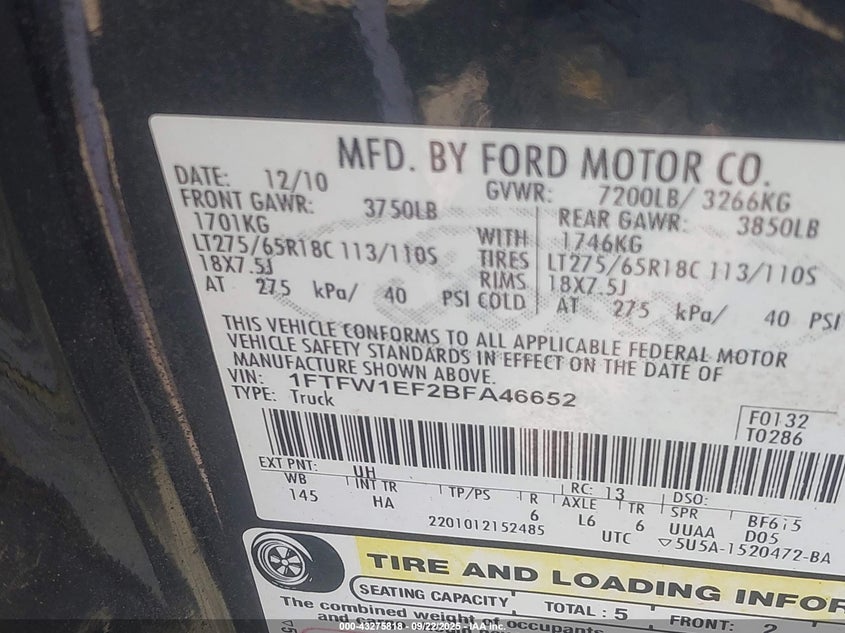 MFD. BY FORD MOTOR CO.
DATE: 12/10 GVWR: 7200LB/ 3266KG
FRONT GAWR: 3750LB REAR GAWR: 3850LB
1701KG WITH 1746KG
LT275/65R18C 113/110S TIRES LT275/65R18C 113/110S
18X7.5J RIMS 18X7.5J
AT 275 kPa/ 40 PSI COLD AT 275 kPa/ 40 PSI
THIS VEHICLE CONFORMS TO ALL APPLICABLE FEDERAL MOTOR
VEHICLE SAFETY STANDARDS IN EFFECT ON THE DATE OF
MANUFACTURE SHOWN ABOVE.
VIN: 1FTFW1EF2BFA46652
TYPE: Truck
F0132
T0286
EXT PNT: UH RC: 13 DSO:
WB INT TR TP/PS R AXLE TR SPR BF615
145 HA 6 L6 6 UUAA D05
2201012152485 UTC ▽5U5A-1520472-BA
TIRE AND LOADING INFOR
SEATING CAPACITY TOTAL : 5 FRONT: 2
The combined weight of occupants
000-43275818 - 09/22/2025 - IAA Inc.